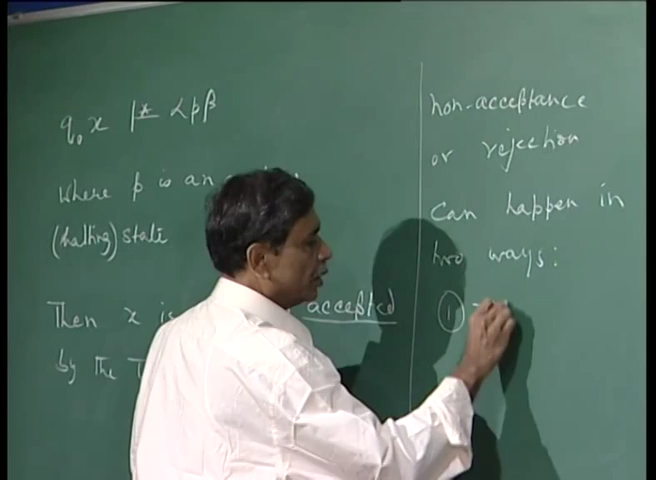 q₀x ⊢* αpβ
Where p is an
(halting) state
Then x is accepted
by the T
non-acceptance
or rejection
can happen in
two ways:
①